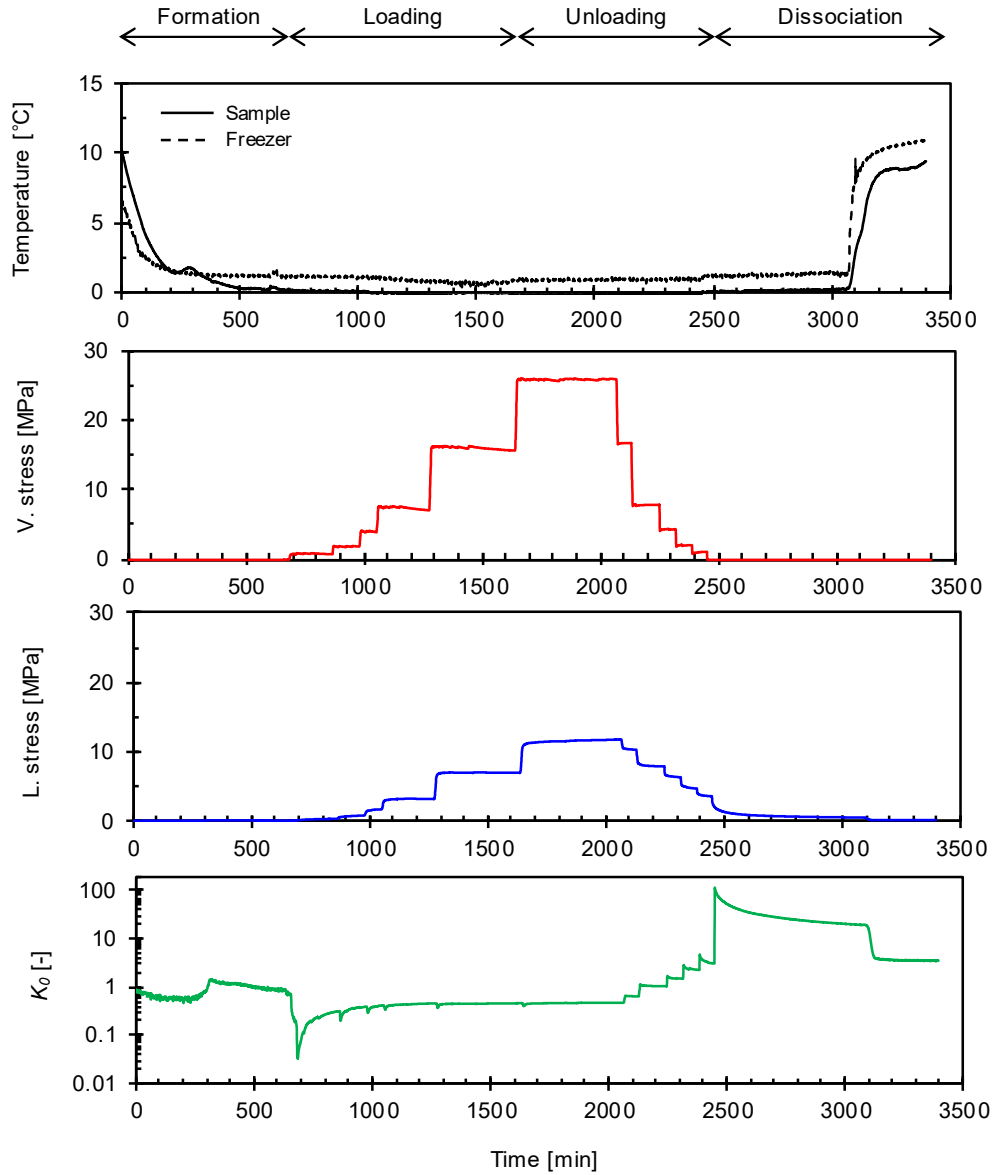 Formation Loading Unloading Dissociation
Temperature [°C]
15
10
5
0
Sample
Freezer
0 500 1000 1500 2000 2500 3000 3500
V. stress [MPa]
30
20
10
0
0 500 1000 1500 2000 2500 3000 3500
L. stress [MPa]
30
20
10
0
0 500 1000 1500 2000 2500 3000 3500
K0 [-]
100
10
1
0.1
0.01
0 500 1000 1500 2000 2500 3000 3500
Time [min]